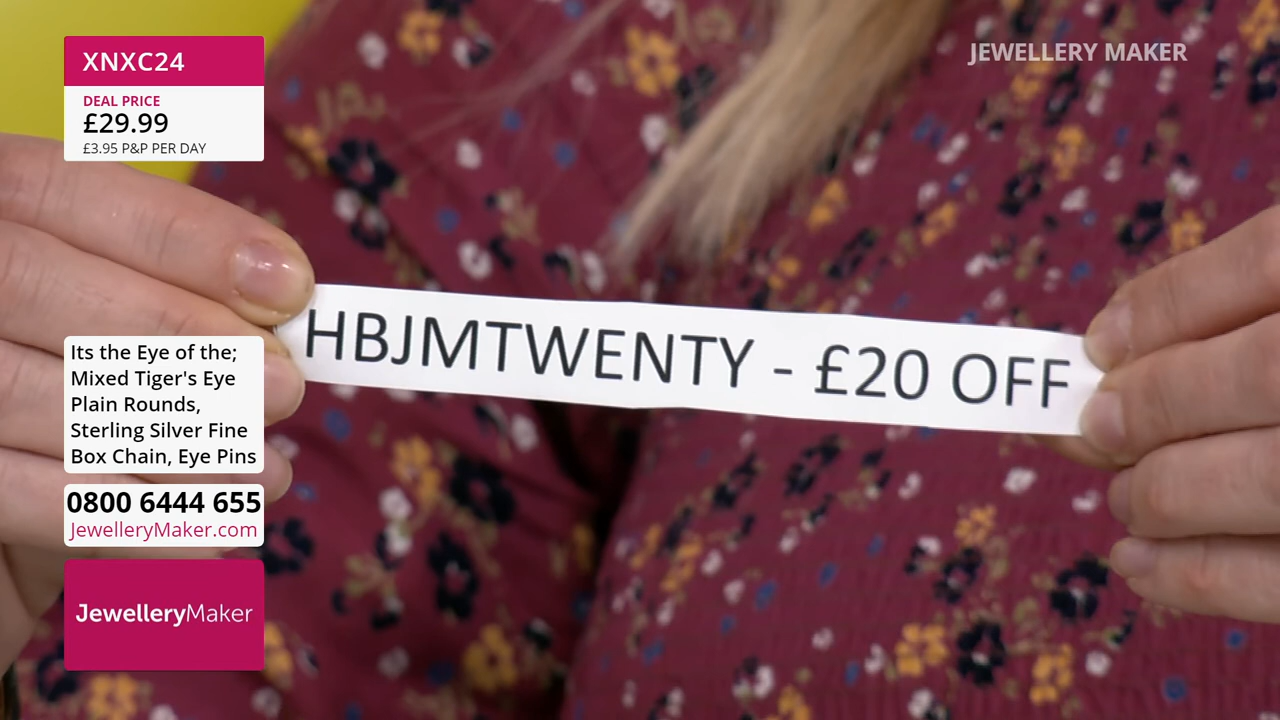 XNXC24
DEAL PRICE
£29.99
£3.95 P&P PER DAY
JEWELLERY MAKER
HBJMTWENTY - £20 OFF
Its the Eye of the;
Mixed Tiger's Eye
Plain Rounds,
Sterling Silver Fine
Box Chain, Eye Pins
0800 6444 655
JewelleryMaker.com
JewelleryMaker